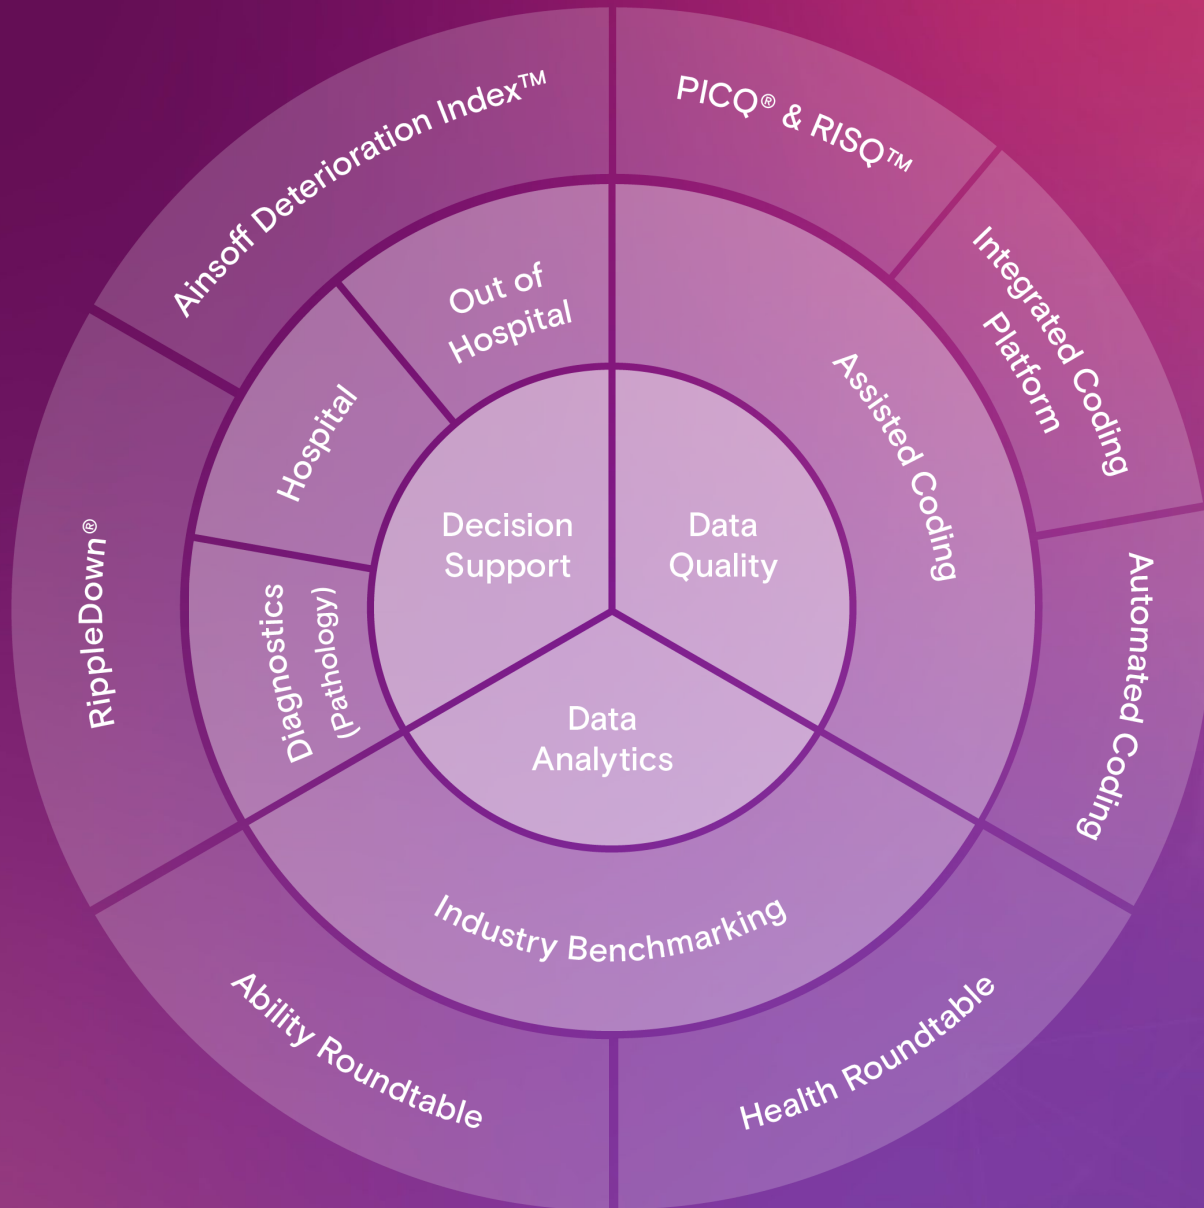 Ainsoff Deterioration Index™
PICQ® & RISQ™
Integrated Coding
Platform
Automated Coding
Health Roundtable
Ability Roundtable
RippleDown®
Out of
Hospital
Hospital
Diagnostics
(Pathology)
Assisted Coding
Industry Benchmarking
Decision
Support
Data
Quality
Data
Analytics